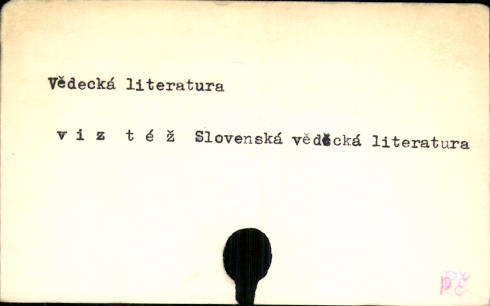 Vědecká literatura
v i z  t é ž  Slovenská vědecká literatura